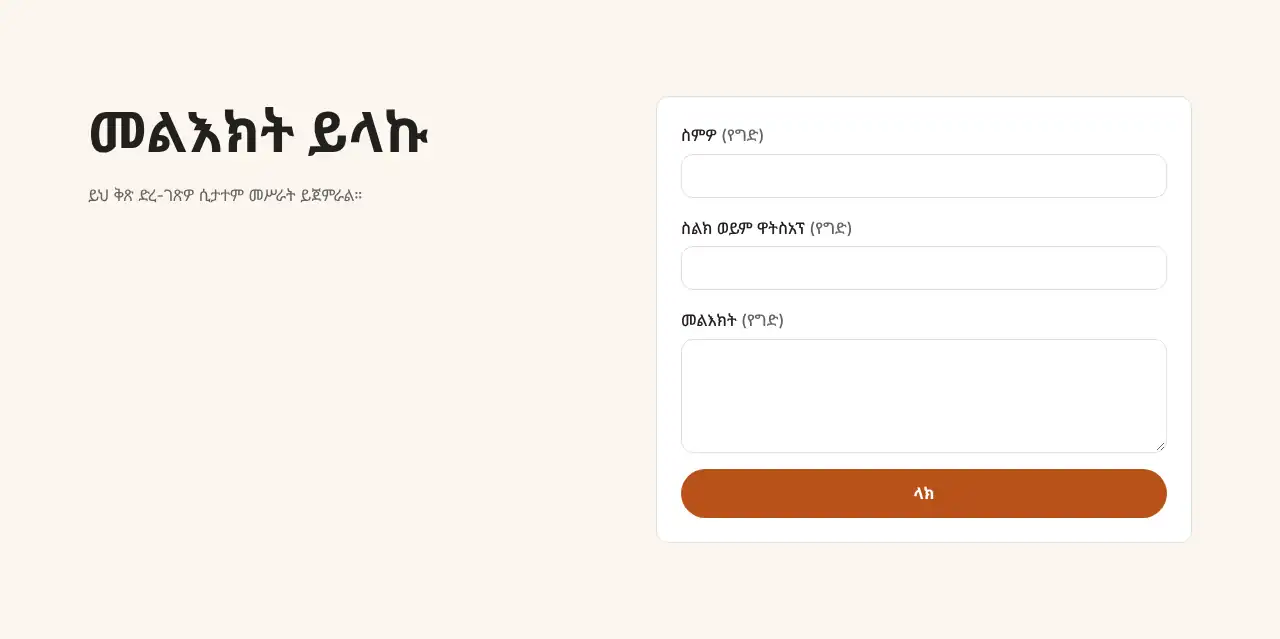 መልእክት ይላኩ
ይህ ቅጽ ድረ-ገጽዎ ሲታተም መሥራት ይጀምራል።
ስምዎ (የግድ)
ስልክ ወይም ዋትስአፕ (የግድ)
መልእክት (የግድ)
ላክ